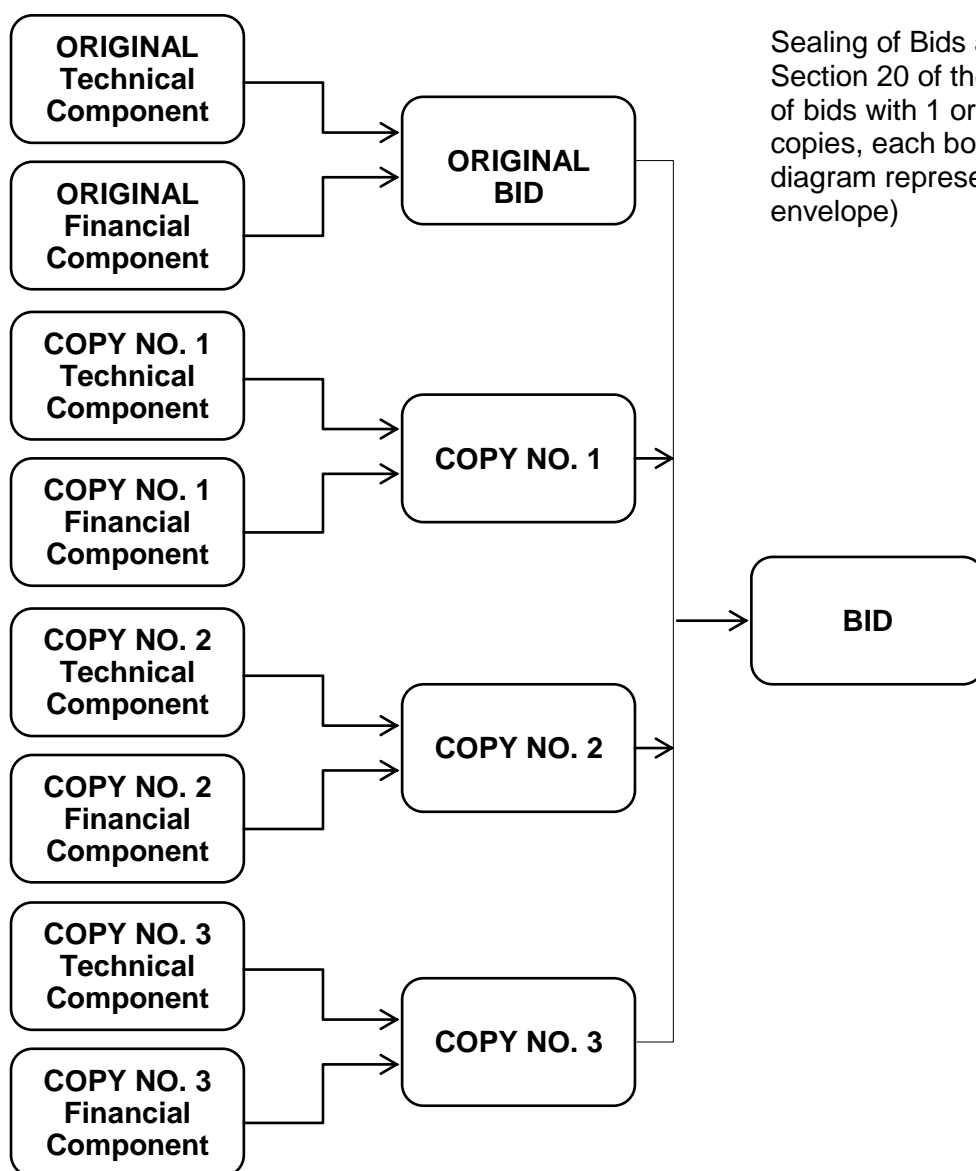 ORIGINAL
Technical
Component
ORIGINAL
Financial
Component
ORIGINAL
BID
Sealing of Bids
Section 20 of
of bids with 1 or
copies, each
diagram
envelope)
COPY NO. 1
Technical
Component
COPY NO. 1
Financial
Component
COPY NO. 1
COPY NO. 2
Technical
Component
COPY NO. 2
Financial
Component
COPY NO. 2
COPY NO. 3
Technical
Component
COPY NO. 3
Financial
Component
COPY NO. 3
BID